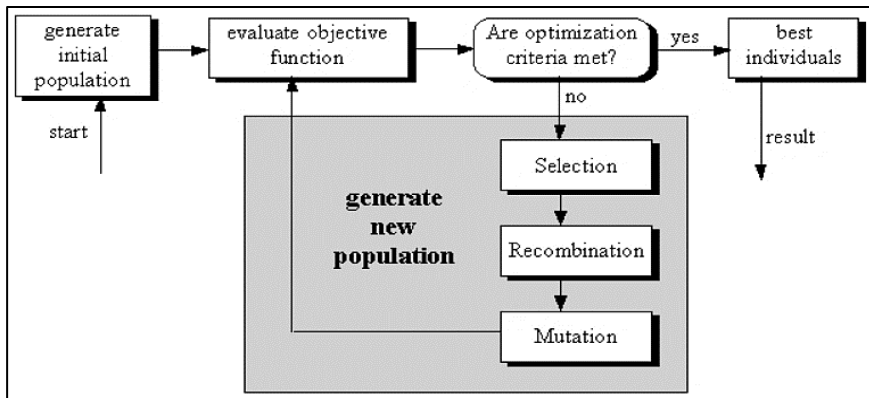 generate
initial
population
evaluate objective
function
Are optimization
criteria met?
yes
best
individuals
start
no
result
Selection
generate
new
population
Recombination
Mutation